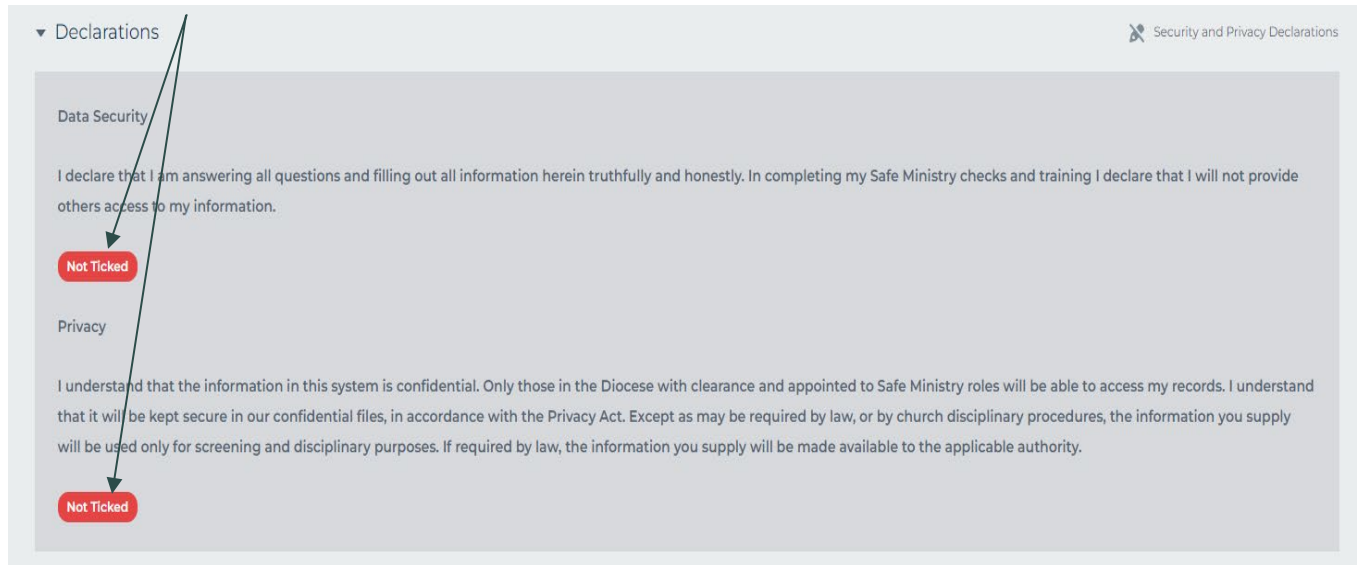 Declarations
Security and Privacy Declarations
Data Security
I declare that I am answering all questions and filling out all information herein truthfully and honestly. In completing my Safe Ministry checks and training I declare that I will not provide
others access to my information.
Not Ticked
Privacy
I understand that the information in this system is confidential. Only those in the Diocese with clearance and appointed to Safe Ministry roles will be able to access my records. I understand
that it will be kept secure in our confidential files, in accordance with the Privacy Act. Except as may be required by law, or by church disciplinary procedures, the information you supply
will be used only for screening and disciplinary purposes. If required by law, the information you supply will be made available to the applicable authority.
Not Ticked